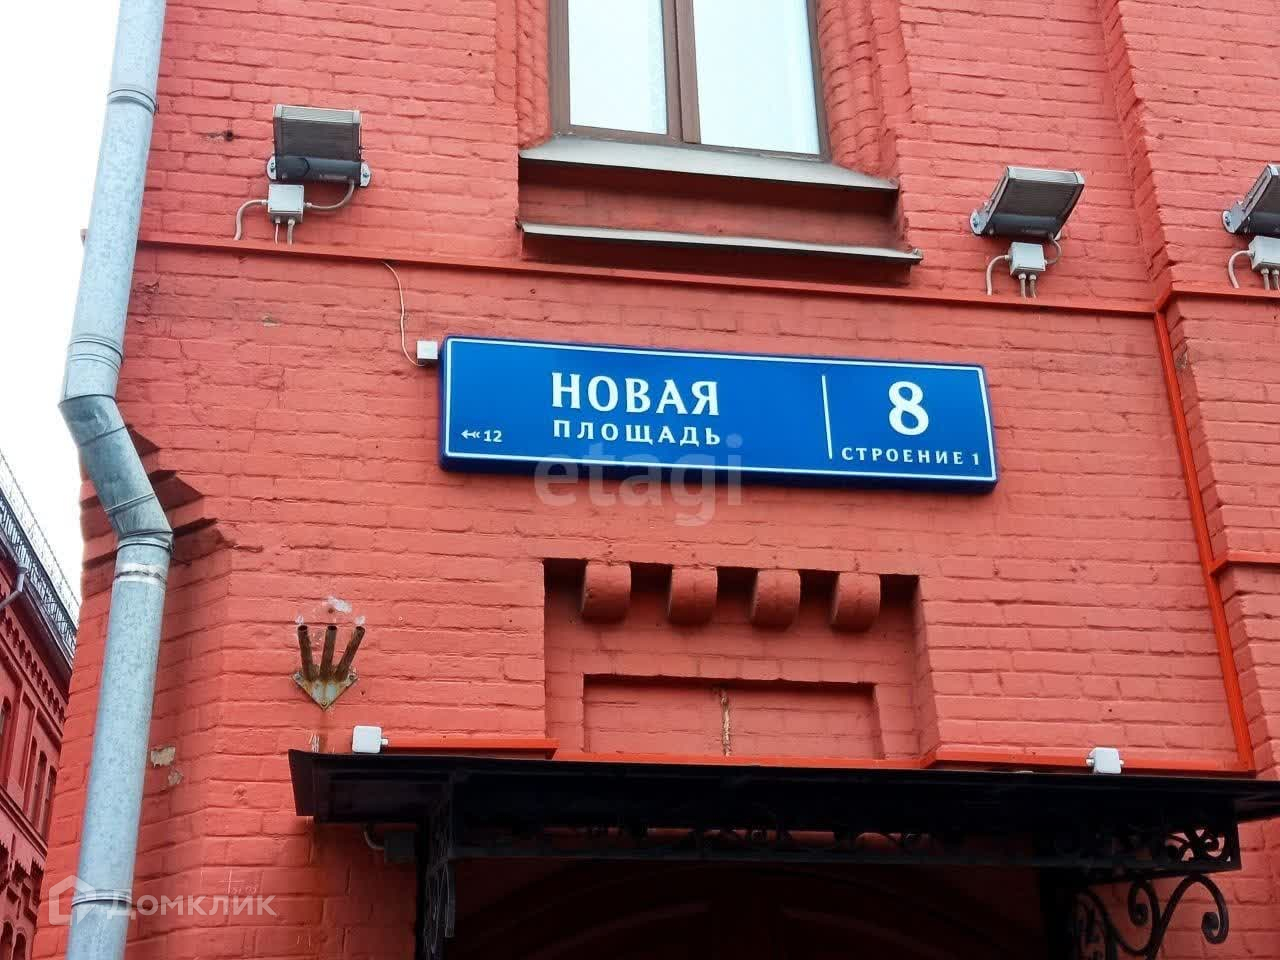 НОВАЯ
ПЛОЩАДЬ
12
8
СТРОЕНИЕ 1
etagi
ДОМКЛИК